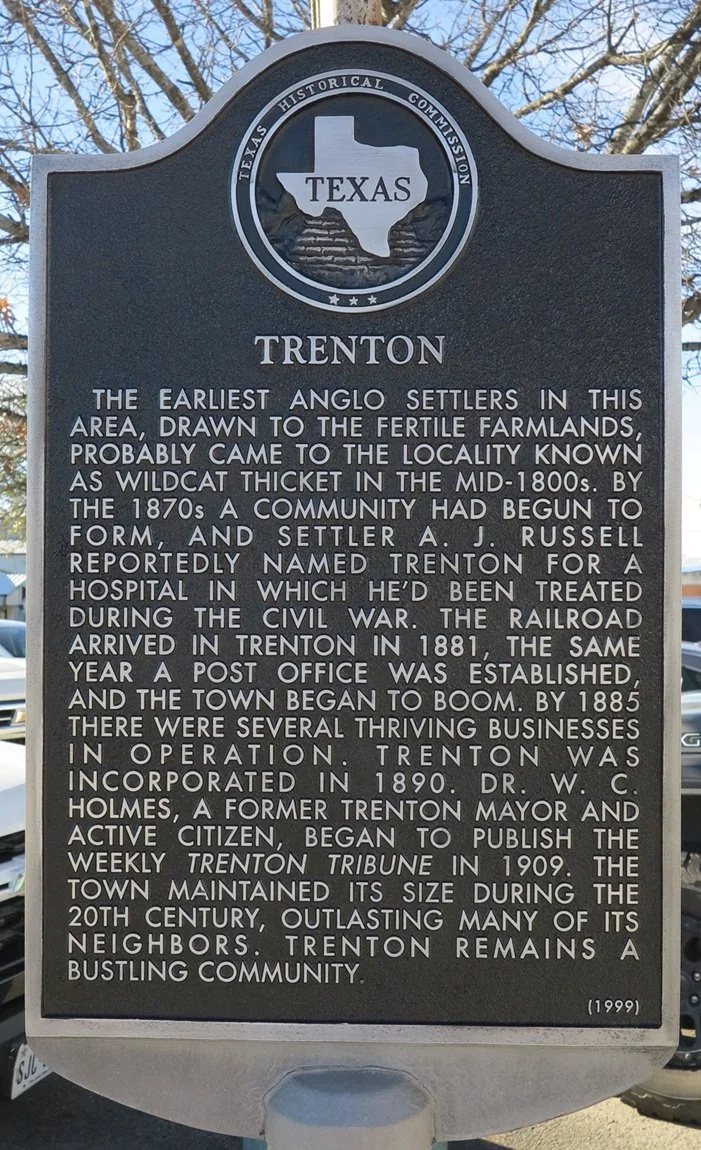 TEXAS HISTORICAL COMMISSION
TEXAS
TRENTON
THE EARLIEST ANGLO SETTLERS IN THIS
AREA, DRAWN TO THE FERTILE FARMLANDS,
PROBABLY CAME TO THE LOCALITY KNOWN
AS WILDCAT THICKET IN THE MID-1800s. BY
THE 1870s A COMMUNITY HAD BEGUN TO
FORM, AND SETTLER A. J. RUSSELL
REPORTEDLY NAMED TRENTON FOR A
HOSPITAL IN WHICH HE'D BEEN TREATED
DURING THE CIVIL WAR. THE RAILROAD
ARRIVED IN TRENTON IN 1881, THE SAME
YEAR A POST OFFICE WAS ESTABLISHED,
AND THE TOWN BEGAN TO BOOM. BY 1885
THERE WERE SEVERAL THRIVING BUSINESSES
IN OPERATION. TRENTON WAS
INCORPORATED IN 1890. DR. W. C.
HOLMES, A FORMER TRENTON MAYOR AND
ACTIVE CITIZEN, BEGAN TO PUBLISH THE
WEEKLY TRENTON TRIBUNE IN 1909. THE
TOWN MAINTAINED ITS SIZE DURING THE
20TH CENTURY, OUTLASTING MANY OF ITS
NEIGHBORS. TRENTON REMAINS A
BUSTLING COMMUNITY.
(1999)